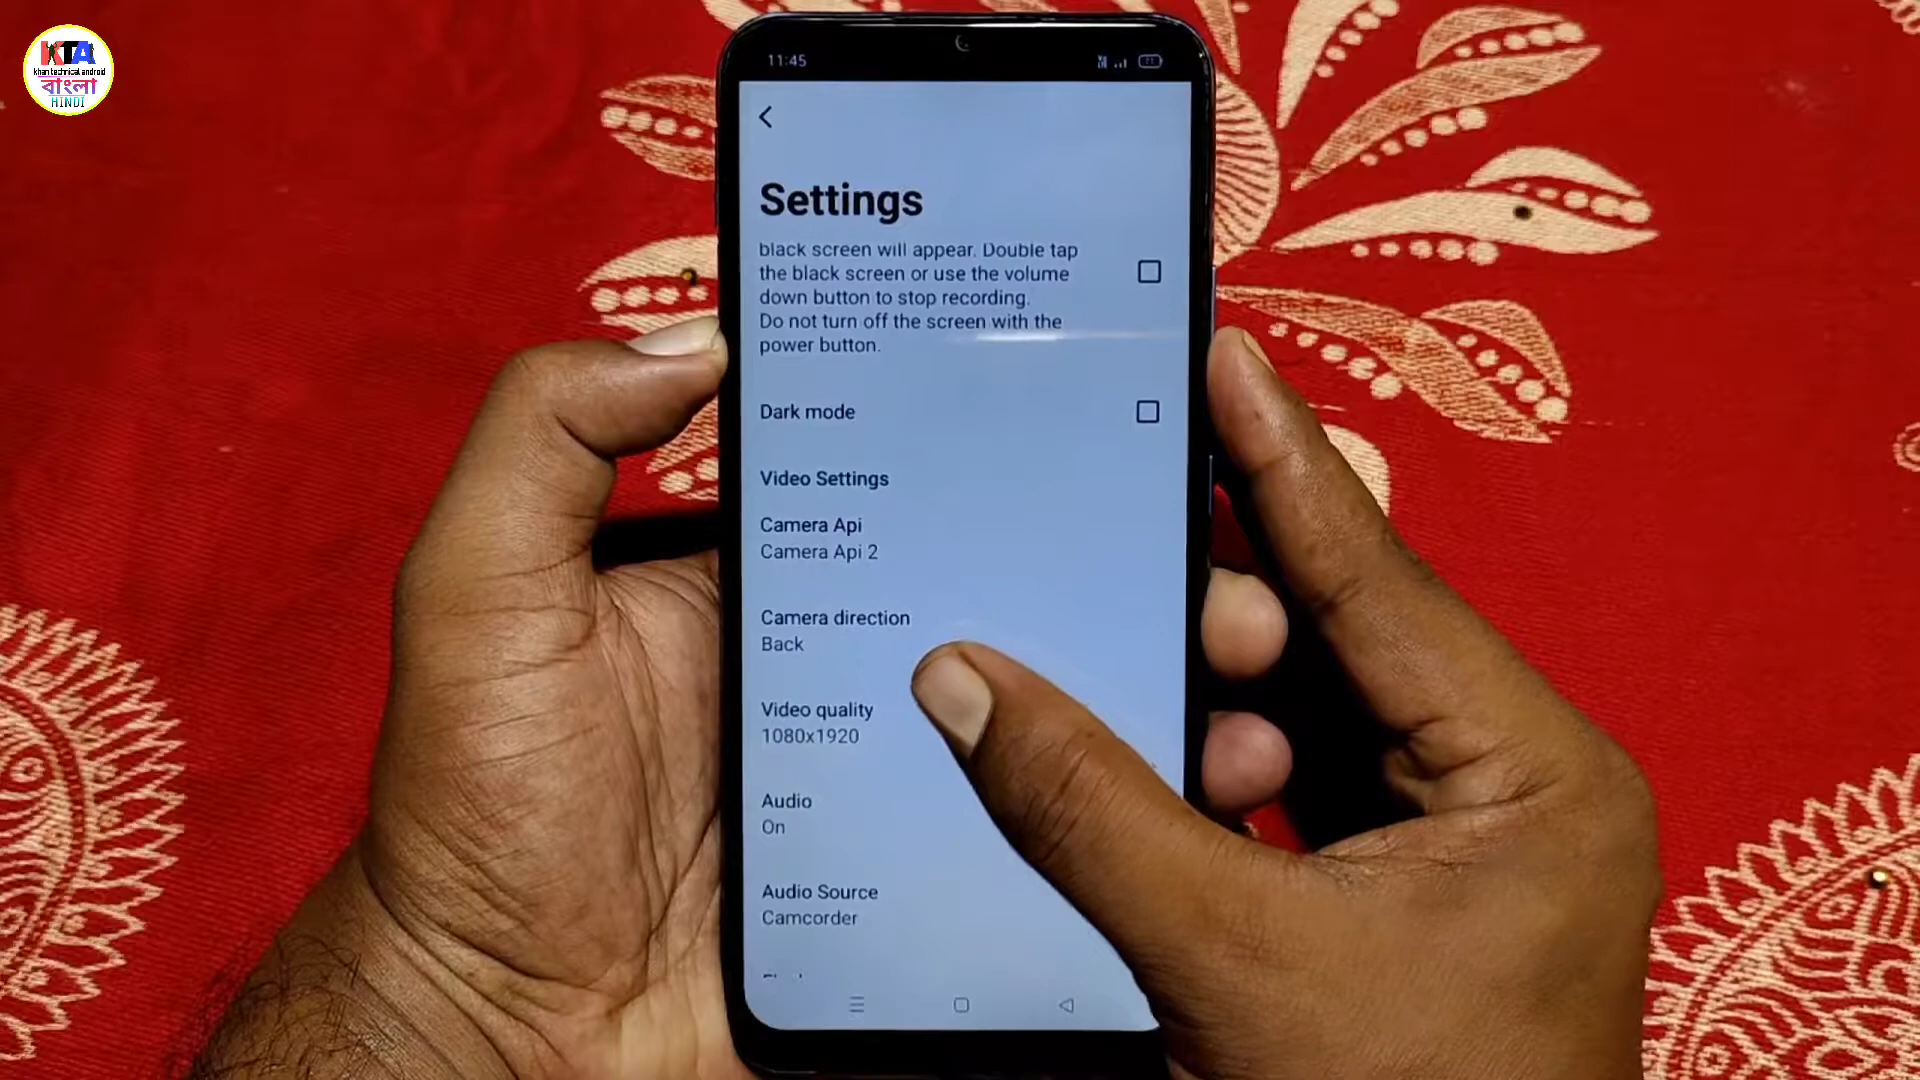 KTA
khan technical android
বাংলা
HINDI
11:45
Settings
black screen will appear. Double tap
the black screen or use the volume
down button to stop recording.
Do not turn off the screen with the
power button.
Dark mode
Video Settings
Camera Api
Camera Api 2
Camera direction
Back
Video quality
1080x1920
Audio
On
Audio Source
Camcorder